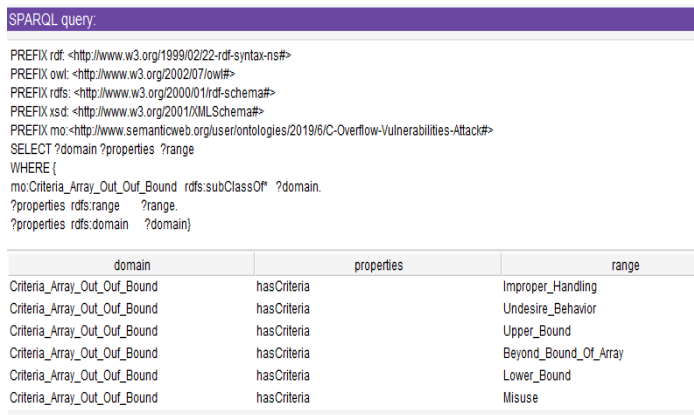 SPARQL query:
PREFIX rdf: <http://www.w3.org/1999/02/22-rdf-syntax-ns#>
PREFIX owl: <http://www.w3.org/2002/07/owl#>
PREFIX rdfs: <http://www.w3.org/2000/01/rdf-schema#>
PREFIX xsd: <http://www.w3.org/2001/XMLSchema#>
PREFIX mo:<http://www.semanticweb.org/user/ontologies/2019/6/C-Overflow-Vulnerabilities-Attack#>
SELECT ?domain ?properties ?range
WHERE {
mo:Criteria_Array_Out_Ouf_Bound rdfs:subClassOf* ?domain.
?properties rdfs:range ?range.
?properties rdfs:domain ?domain}
domain properties range
Criteria_Array_Out_Ouf_Bound hasCriteria Improper_Handling
Criteria_Array_Out_Ouf_Bound hasCriteria Undesire_Behavior
Criteria_Array_Out_Ouf_Bound hasCriteria Upper_Bound
Criteria_Array_Out_Ouf_Bound hasCriteria Beyond_Bound_Of_Array
Criteria_Array_Out_Ouf_Bound hasCriteria Lower_Bound
Criteria_Array_Out_Ouf_Bound hasCriteria Misuse